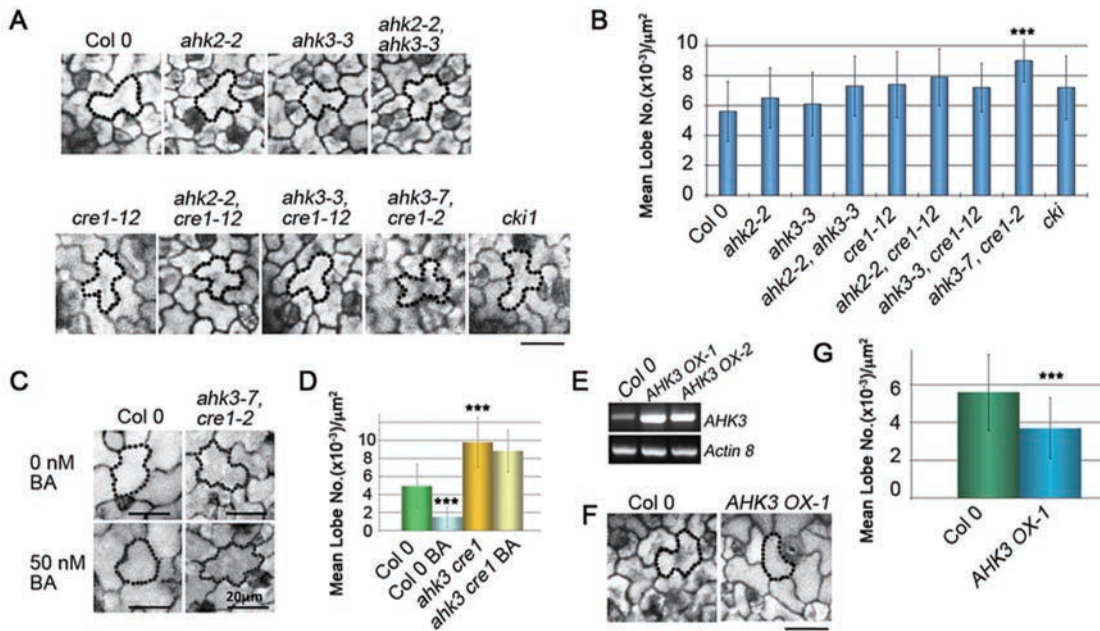 A
Col 0
ahk2-2
ahk3-3
ahk2-2,
ahk3-3
cre1-12
ahk2-2,
cre1-12
ahk3-3,
cre1-12
ahk3-7,
cre1-2
cki1
B
Mean Lobe No.(x10-3)/µm2
10
8
6
4
2
0
***
Col 0
ahk2-2
ahk3-3
ahk2-2, ahk3-3
cre1-12
ahk2-2, cre1-12
ahk3-3, cre1-12
ahk3-7, cre1-2
cki
C
Col 0
ahk3-7,
cre1-2
0 nM
BA
50 nM
BA
20µm
D
Mean Lobe No.(x10-3)/µm2
10
8
6
4
2
0
***
***
Col 0
Col 0 BA
ahk3 cre1
ahk3 cre1 BA
E
Col 0
AHK3 OX-1
AHK3 OX-2
AHK3
Actin 8
F
Col 0
AHK3 OX-1
G
Mean Lobe No.(x10-3)/µm2
6
4
2
0
***
Col 0
AHK3 OX-1